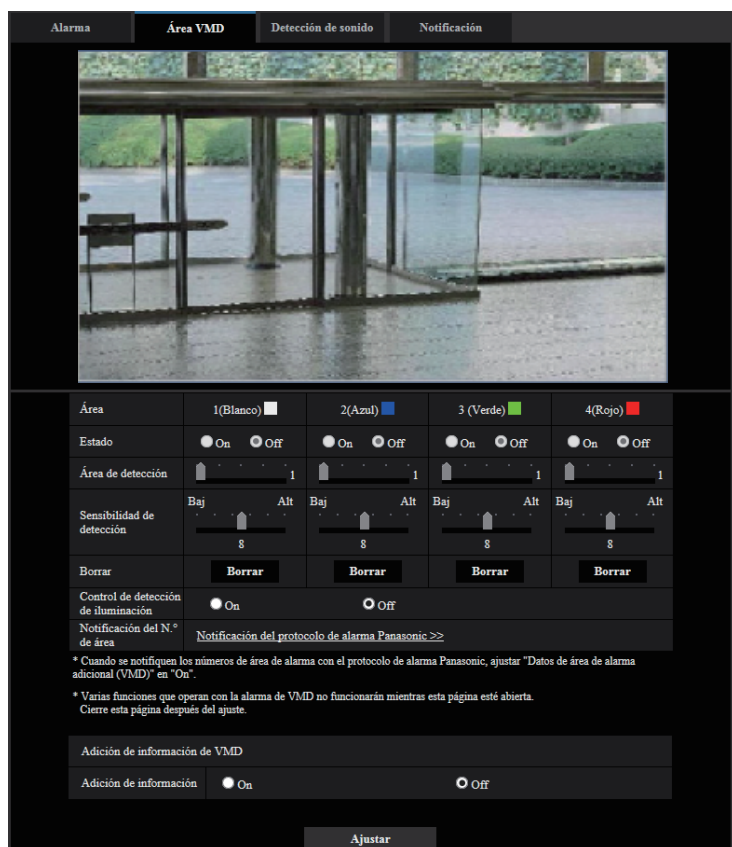 Alarma Área VMD Detección de sonido Notificación
Área 1(Blanco) 2(Azul) 3 (Verde) 4(Rojo)
Estado On Off On Off On Off On Off
Área de detección 1 1 1 1
Baj Alt Baj Alt Baj Alt Baj Alt
Sensibilidad de
detección
8 8 8 8
Borrar Borrar Borrar Borrar Borrar
Control de detección
de iluminación On Off
Notificación del N.°
de área Notificación del protocolo de alarma Panasonic >>
* Cuando se notifiquen los números de área de alarma con el protocolo de alarma Panasonic, ajustar "Datos de área de alarma
adicional (VMD)" en "On".
* Varias funciones que operan con la alarma de VMD no funcionarán mientras esta página esté abierta.
Cierre esta página después del ajuste.
Adición de información de VMD
Adición de información On Off
Ajustar